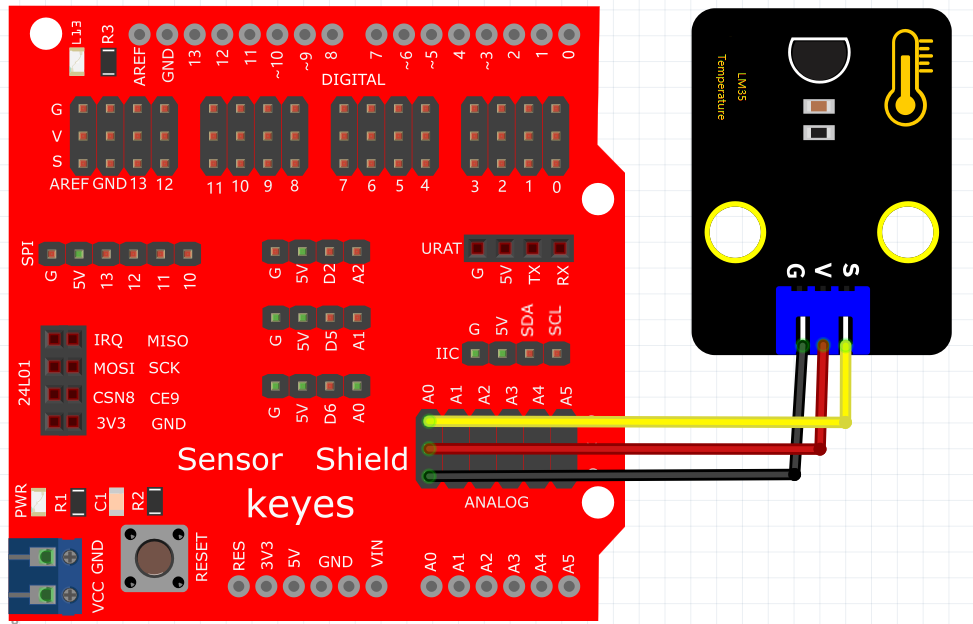 L13 R3 AREF GND 13 12 11 ~10 ~9 8 7 ~6 ~5 4 ~3 2 1 0
DIGITAL
G
V
S
AREF GND 13 12 11 10 9 8 7 6 5 4 3 2 1 0
SPI
G 5V 13 12 11 10
G 5V D2 A2
URAT
G 5V TX RX
G 5V D5 A1
G 5V SDA SCL
IIC
24L01
IRQ MISO
MOSI SCK
CSN8 CE9
3V3 GND
G 5V D6 A0
A0 A1 A2 A3 A4 A5
ANALOG
Sensor Shield
keyes
PWR R1 C1 R2
RESET
VCC GND
RES 3V3 5V GND VIN
A0 A1 A2 A3 A4 A5
LM35
Temperature
G V S